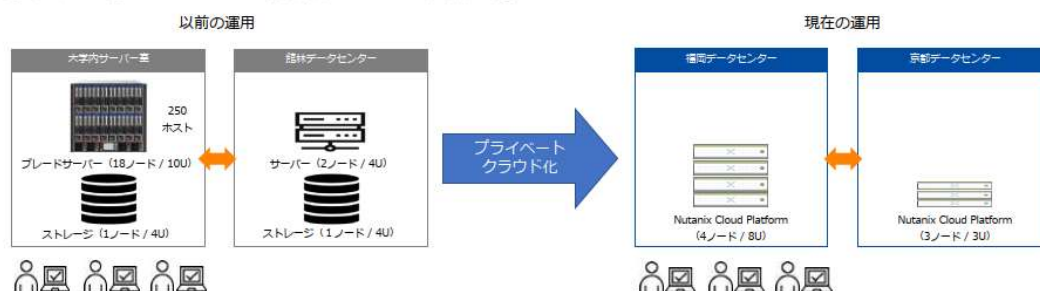 以前の運用
現在の運用
大学内サーバー室
館林データセンター
250
ホスト
ブレードサーバー（18ノード / 10U）
サーバー（2ノード / 4U）
ストレージ（1ノード / 4U）
ストレージ（1ノード / 4U）
プライベート
クラウド化
福岡データセンター
京都データセンター
Nutanix Cloud Platform
（4ノード / 8U）
Nutanix Cloud Platform
（3ノード / 3U）